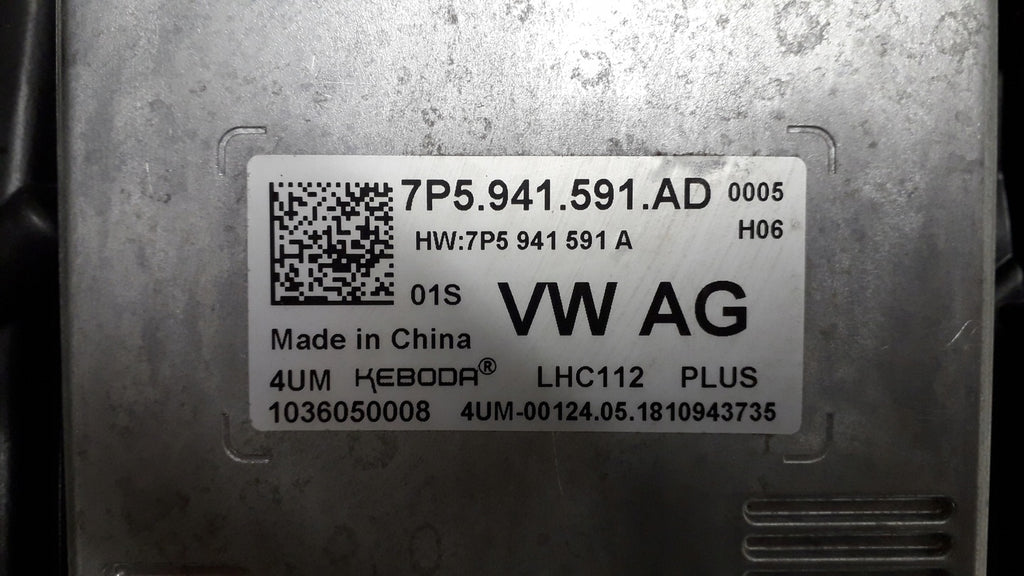 7P5.941.591.AD 0005
HW:7P5 941 591 A H06
01S VW AG
Made in China
4UM KEBODA® LHC112 PLUS
1036050008 4UM-00124.05.1810943735